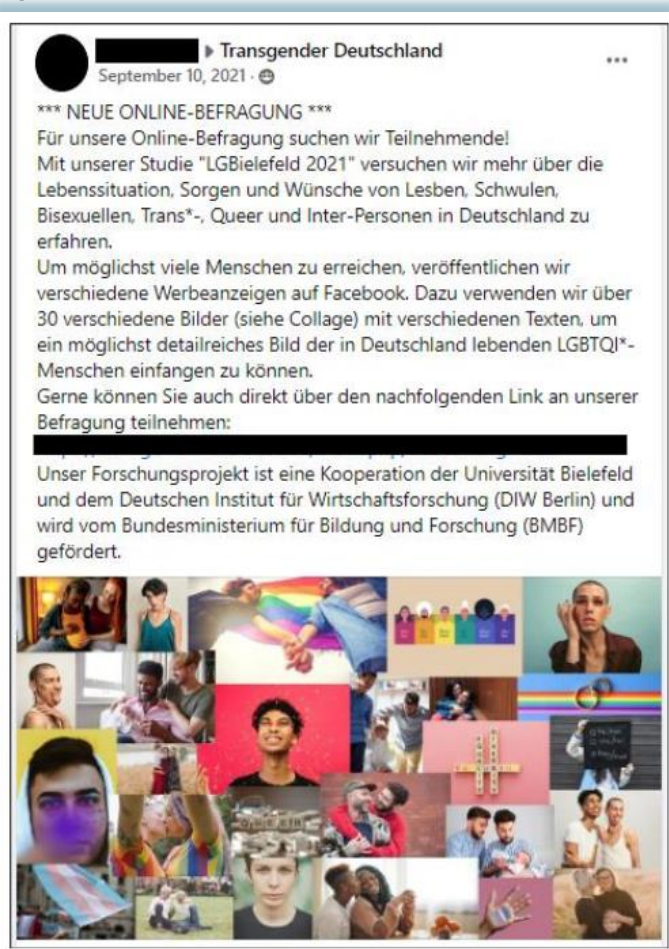 Transgender Deutschland
September 10, 2021 ·
*** NEUE ONLINE-BEFRAGUNG ***
Für unsere Online-Befragung suchen wir Teilnehmende!
Mit unserer Studie "LGBielefeld 2021" versuchen wir mehr über die
Lebenssituation, Sorgen und Wünsche von Lesben, Schwulen,
Bisexuellen, Trans*-, Queer und Inter-Personen in Deutschland zu
erfahren.
Um möglichst viele Menschen zu erreichen, veröffentlichen wir
verschiedene Werbeanzeigen auf Facebook. Dazu verwenden wir über
30 verschiedene Bilder (siehe Collage) mit verschiedenen Texten, um
ein möglichst detailreiches Bild der in Deutschland lebenden LGBTQI*-
Menschen einfangen zu können.
Gerne können Sie auch direkt über den nachfolgenden Link an unserer
Befragung teilnehmen:
Unser Forschungsprojekt ist eine Kooperation der Universität Bielefeld
und dem Deutschen Institut für Wirtschaftsforschung (DIW Berlin) und
wird vom Bundesministerium für Bildung und Forschung (BMBF)
gefördert.
QUEER